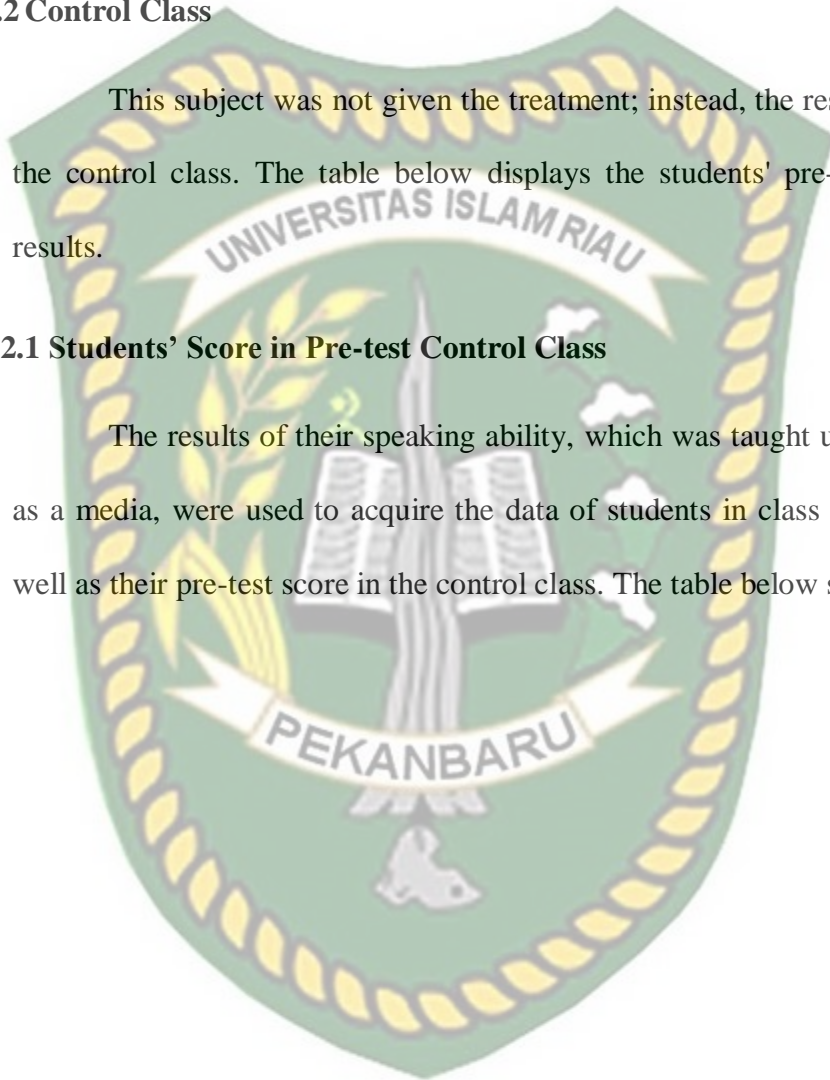 .2 Control Class
This subject was not given the treatment; instead, the
the control class. The table below displays the students' pre-
UNIVERSITAS ISLAM RIAU
results.
2.1 Students’ Score in Pre-test Control Class
The results of their speaking ability, which was taught
as a media, were used to acquire the data of students in class
well as their pre-test score in the control class. The table below
PEKANBARU